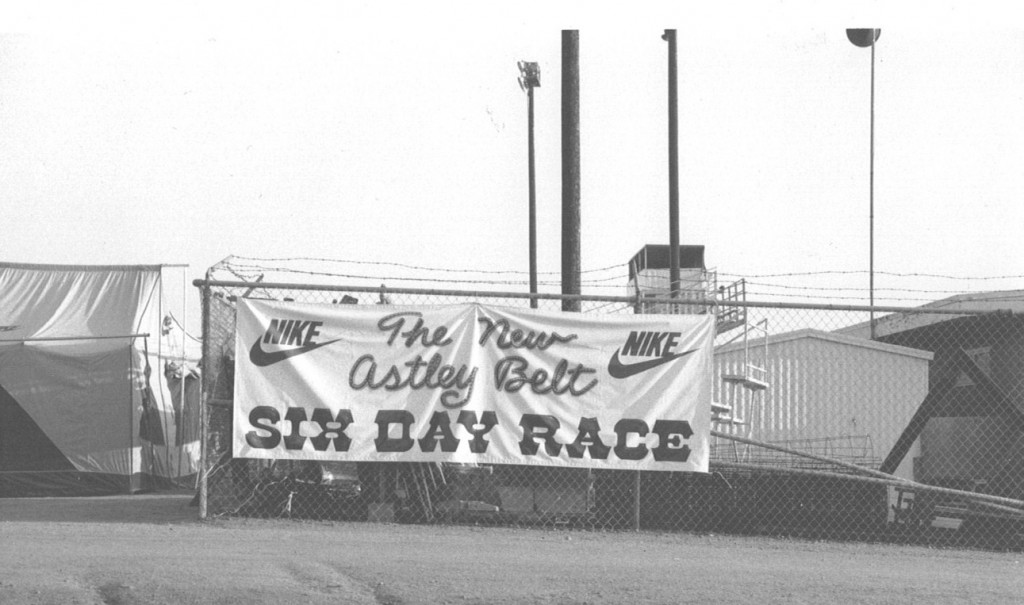 NIKE The New NIKE
Astley Belt
SIX DAY RACE